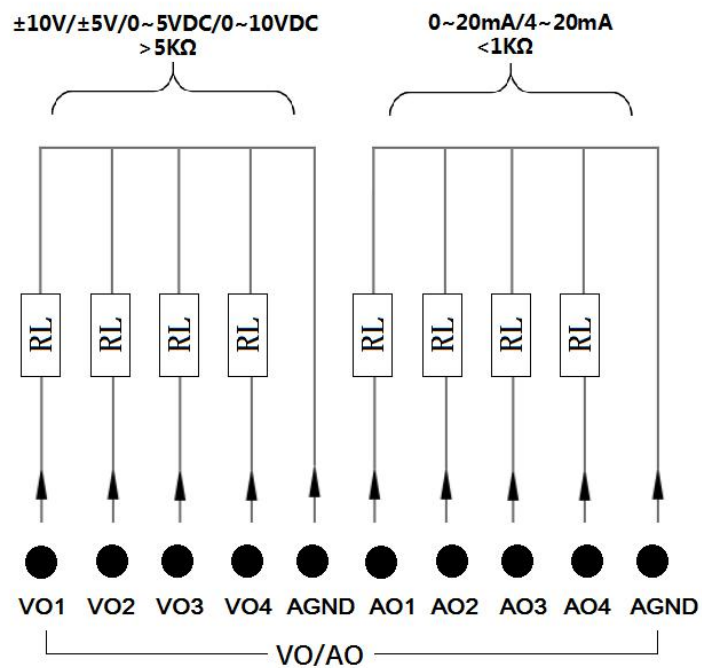 ±10V/±5V/0~5VDC/0~10VDC
>5KΩ
0~20mA/4~20mA
<1KΩ
RL RL RL RL RL RL RL RL
VO1 VO2 VO3 VO4 AGND AO1 AO2 AO3 AO4 AGND
VO/AO